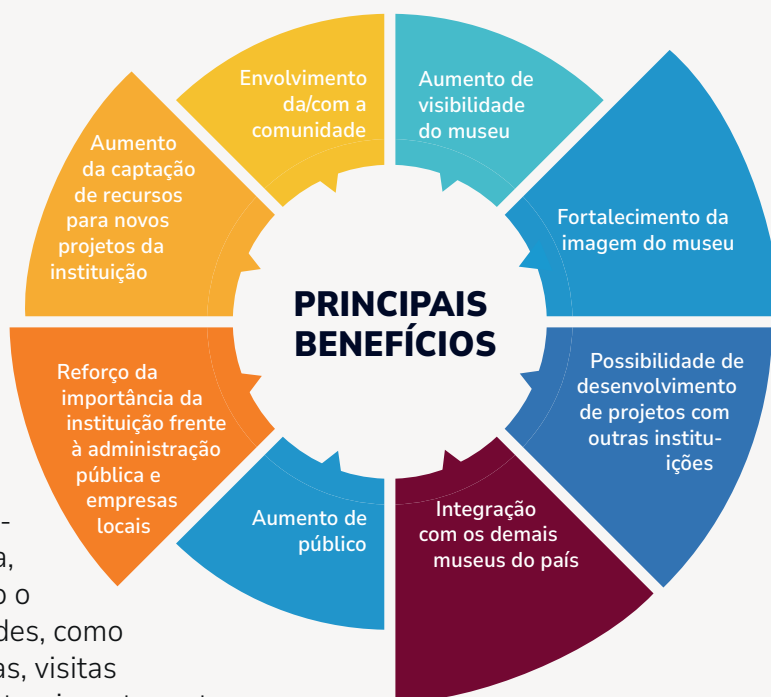 PRINCIPAIS
BENEFÍCIOS
Aumento de
visibilidade
do museu
Fortalecimento da
imagem do museu
Possibilidade de
desenvolvimento
de projetos com
outras institu-
ições
Integração
com os demais
museus do país
Aumento de
público
Reforço da
importância da
instituição frente
à administração
pública e
empresas
locais
Aumento
da captação
de recursos
para novos
projetos da
instituição
Envolvimento
da/com a
comunidade
-
a,
o o
des, como
as, visitas